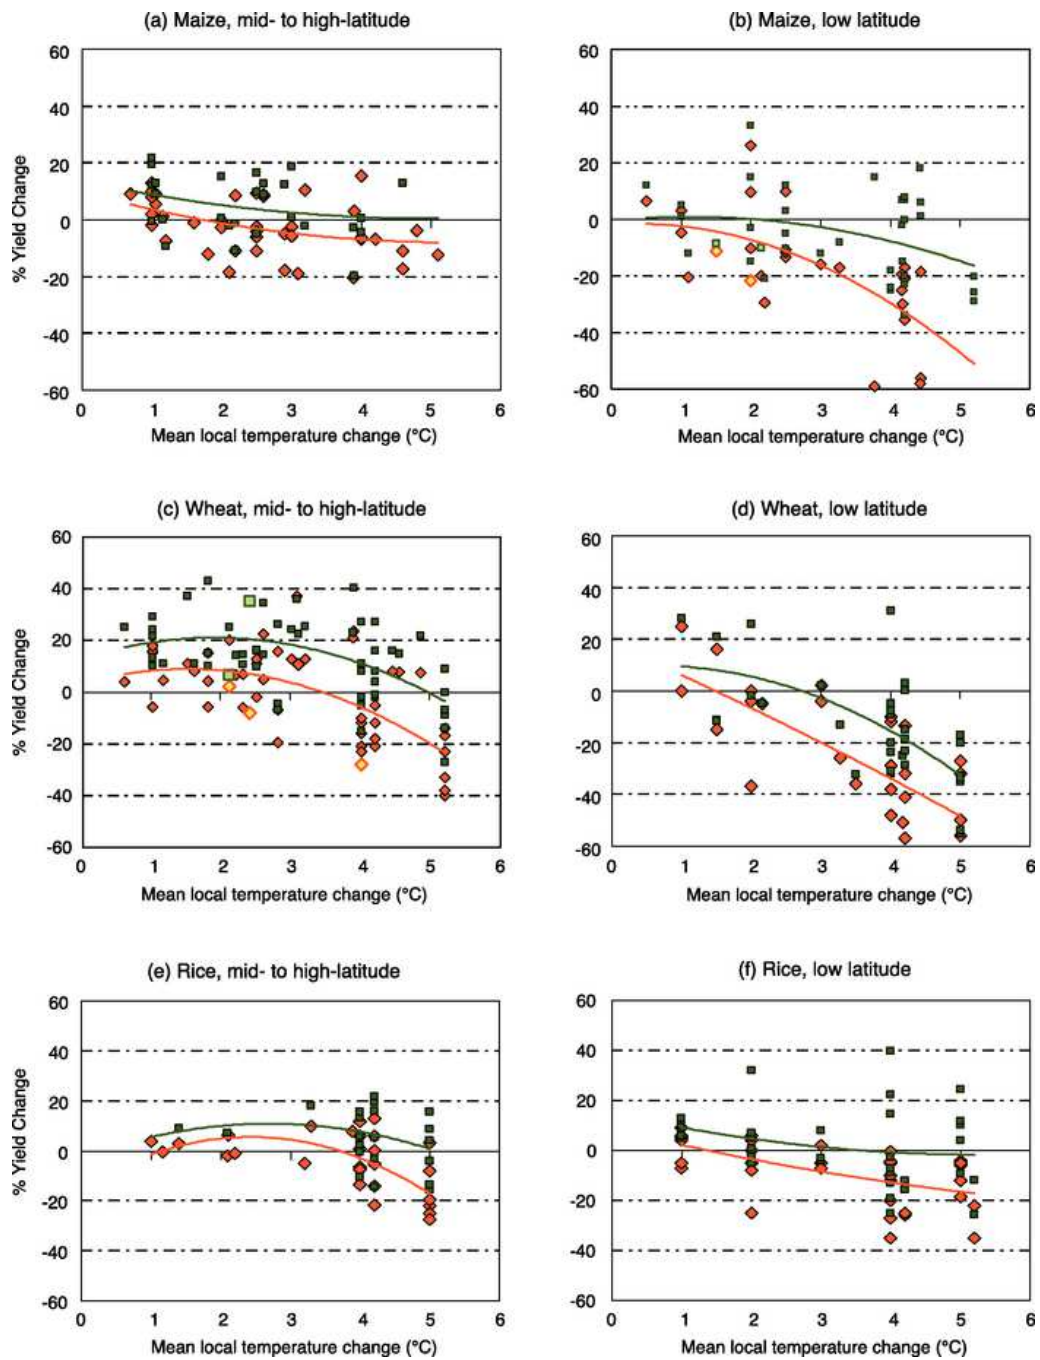 (a) Maize, mid- to high-latitude
(b) Maize, low latitude
60
40
20
0
-20
-40
-60
% Yield Change
0 1 2 3 4 5 6
Mean local temperature change (°C)
60
40
20
0
-20
-40
-60
0 1 2 3 4 5 6
Mean local temperature change (°C)
(c) Wheat, mid- to high-latitude
(d) Wheat, low latitude
60
40
20
0
-20
-40
-60
% Yield Change
0 1 2 3 4 5 6
Mean local temperature change (°C)
60
40
20
0
-20
-40
-60
0 1 2 3 4 5 6
Mean local temperature change (°C)
(e) Rice, mid- to high-latitude
(f) Rice, low latitude
60
40
20
0
-20
-40
-60
% Yield Change
0 1 2 3 4 5 6
Mean local temperature change (°C)
60
40
20
0
-20
-40
-60
0 1 2 3 4 5 6
Mean local temperature change (°C)